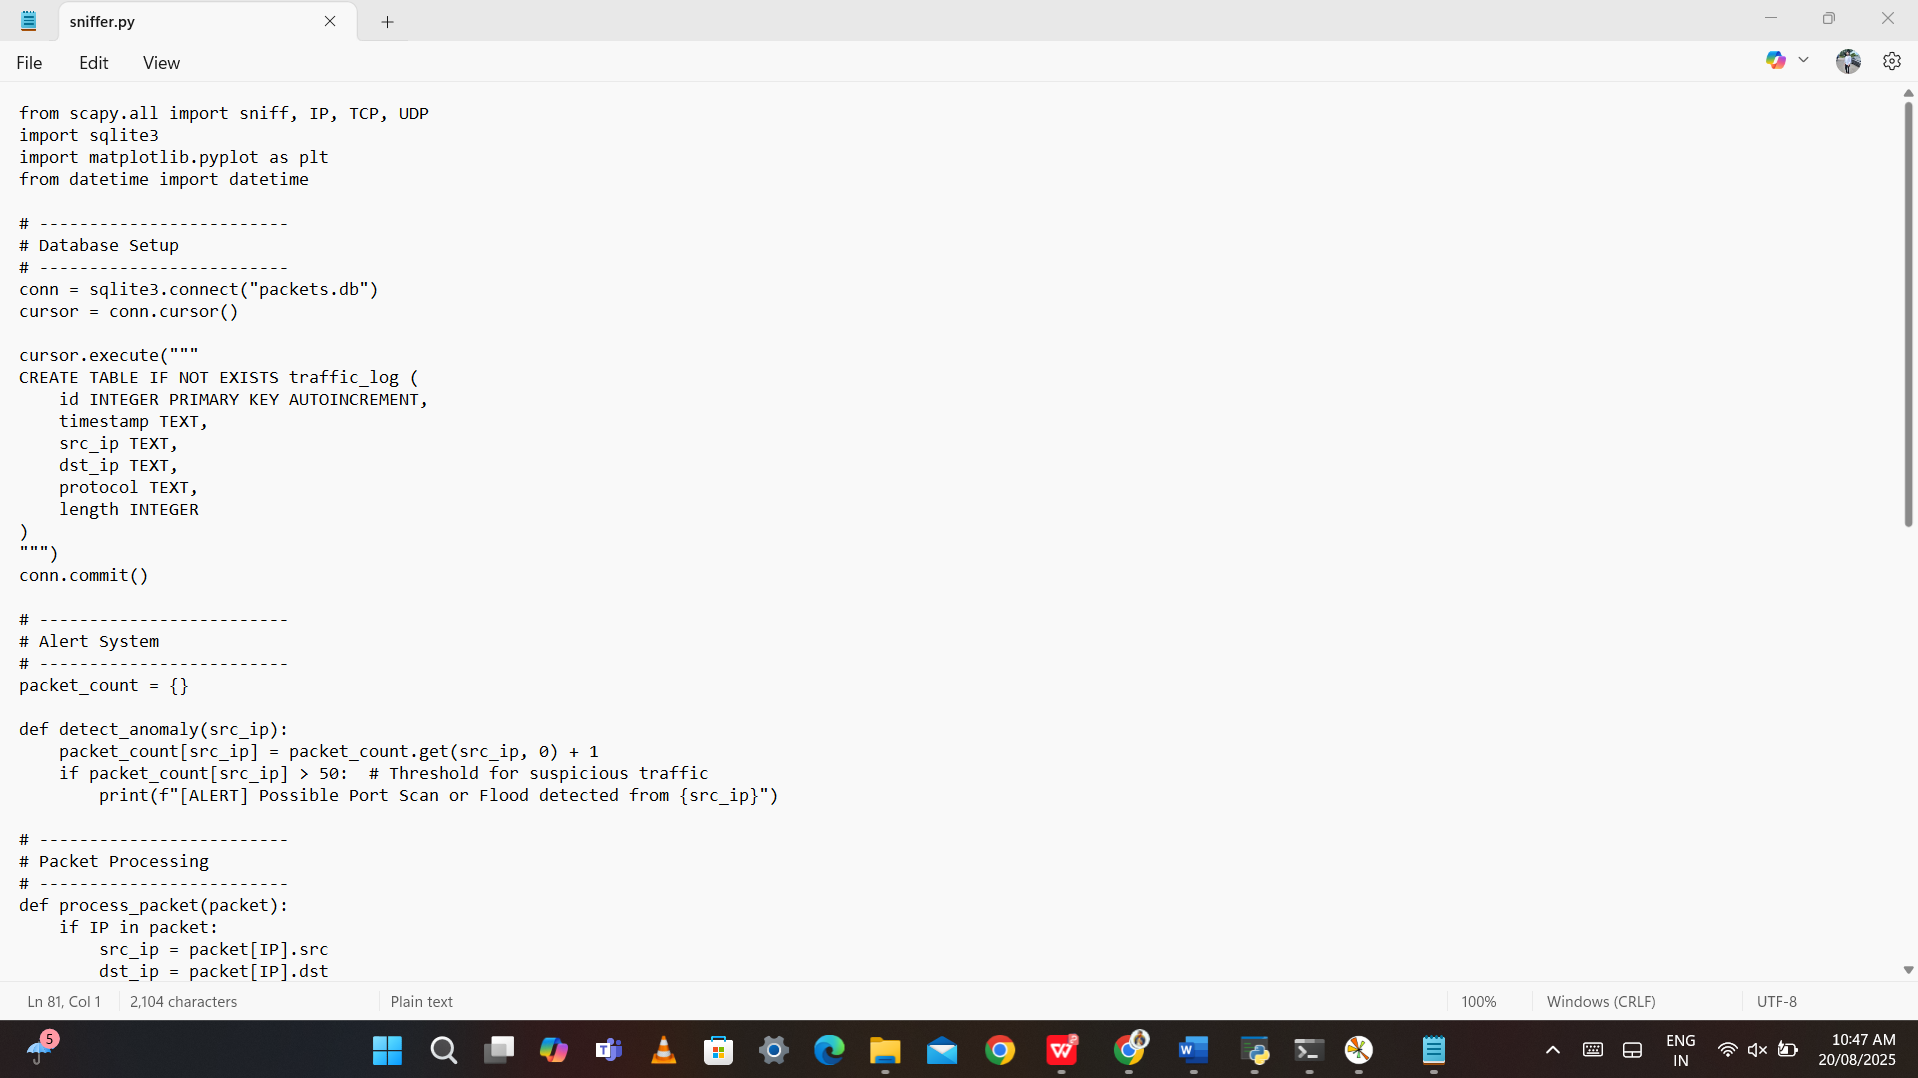 sniffer.py
File Edit View
from scapy.all import sniff, IP, TCP, UDP
import sqlite3
import matplotlib.pyplot as plt
from datetime import datetime
# -------------------------
# Database Setup
# -------------------------
conn = sqlite3.connect("packets.db")
cursor = conn.cursor()
cursor.execute("""
CREATE TABLE IF NOT EXISTS traffic_log (
    id INTEGER PRIMARY KEY AUTOINCREMENT,
    timestamp TEXT,
    src_ip TEXT,
    dst_ip TEXT,
    protocol TEXT,
    length INTEGER
)
""")
conn.commit()
# -------------------------
# Alert System
# -------------------------
packet_count = {}
def detect_anomaly(src_ip):
    packet_count[src_ip] = packet_count.get(src_ip, 0) + 1
    if packet_count[src_ip] > 50:  # Threshold for suspicious traffic
        print(f"[ALERT] Possible Port Scan or Flood detected from {src_ip}")
# -------------------------
# Packet Processing
# -------------------------
def process_packet(packet):
    if IP in packet:
        src_ip = packet[IP].src
        dst_ip = packet[IP].dst
Ln 81, Col 1 2,104 characters Plain text 100% Windows (CRLF) UTF-8
5
ENG
IN
10:47 AM
20/08/2025